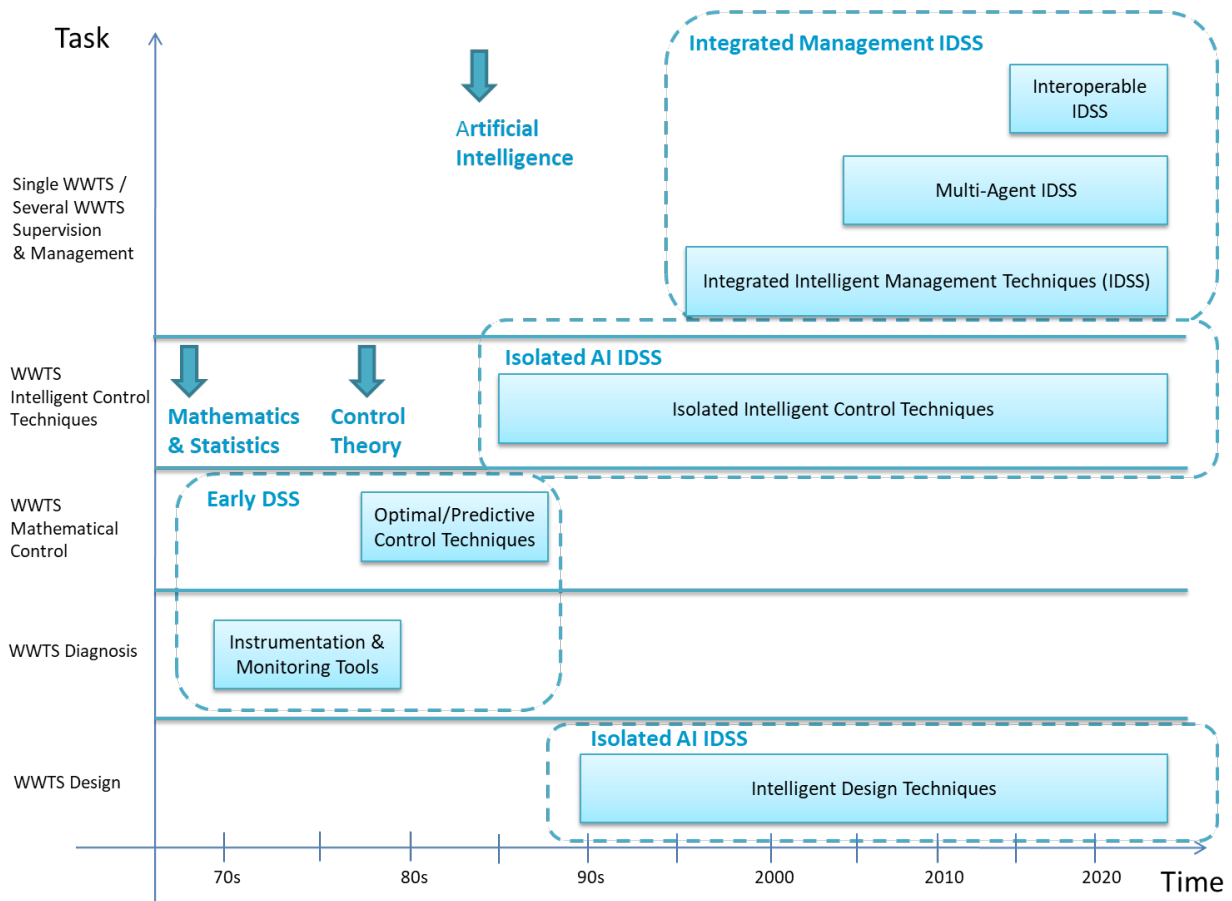 Task
Integrated Management IDSS
Interoperable
IDSS
Artificial
Intelligence
Multi-Agent IDSS
Single WWTS /
Several WWTS
Supervision
& Management
Integrated Intelligent Management Techniques (IDSS)
Isolated AI IDSS
WWTS
Intelligent Control
Techniques
Mathematics
& Statistics
Control
Theory
Isolated Intelligent Control Techniques
Early DSS
WWTS
Mathematical
Control
Optimal/Predictive
Control Techniques
WWTS Diagnosis
Instrumentation &
Monitoring Tools
Isolated AI IDSS
WWTS Design
Intelligent Design Techniques
70s
80s
90s
2000
2010
2020
Time